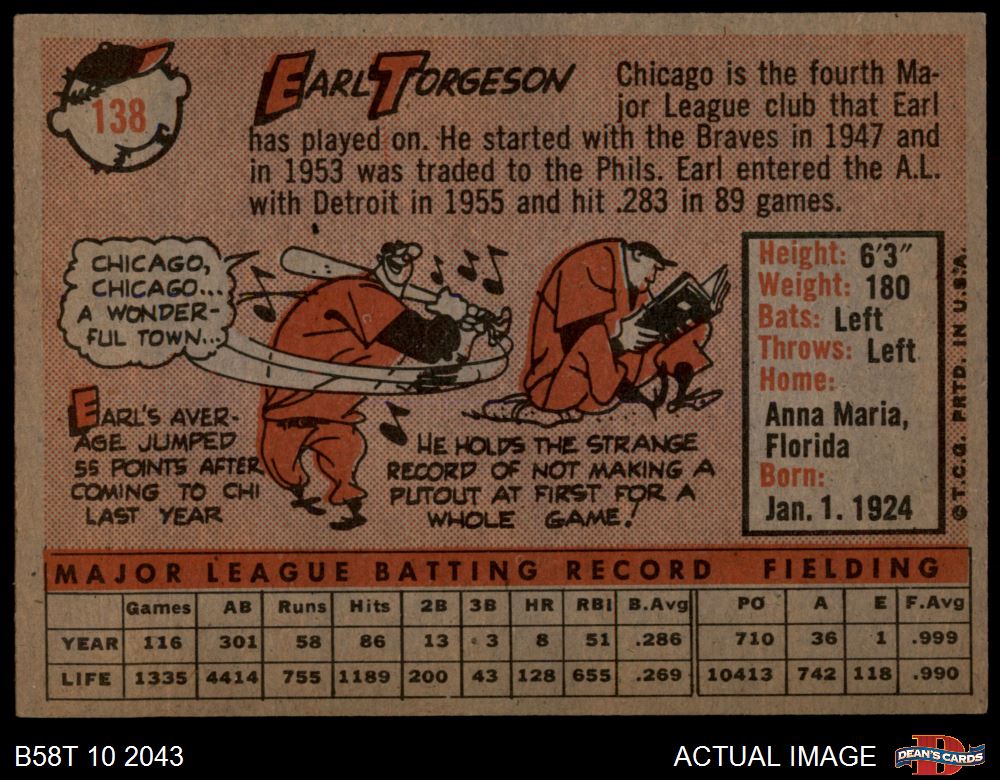 138
EARL TORGESON
Chicago is the fourth Ma-
jor League club that Earl
has played on. He started with the Braves in 1947 and
in 1953 was traded to the Phils. Earl entered the A.L.
with Detroit in 1955 and hit .283 in 89 games.
CHICAGO,
CHICAGO...
A WONDER-
FUL TOWN...
EARL'S AVER-
AGE JUMPED
55 POINTS AFTER
COMING TO CHI
LAST YEAR
HE HOLDS THE STRANGE
RECORD OF NOT MAKING A
PUTOUT AT FIRST FOR A
WHOLE GAME!
Height: 6'3"
Weight: 180
Bats: Left
Throws: Left
Home:
Anna Maria,
Florida
Born:
Jan. 1. 1924
©T.C.G. PRTD. IN U.S.A.
MAJOR LEAGUE BATTING RECORD FIELDING
Games AB Runs Hits 2B 3B HR RBI B.Avg PO A E F.Avg
YEAR 116 301 58 86 13 3 8 51 .286 710 36 1 .999
LIFE 1335 4414 755 1189 200 43 128 655 .269 10413 742 118 .990
B58T 10 2043
ACTUAL IMAGE
D
DEAN'S CARDS